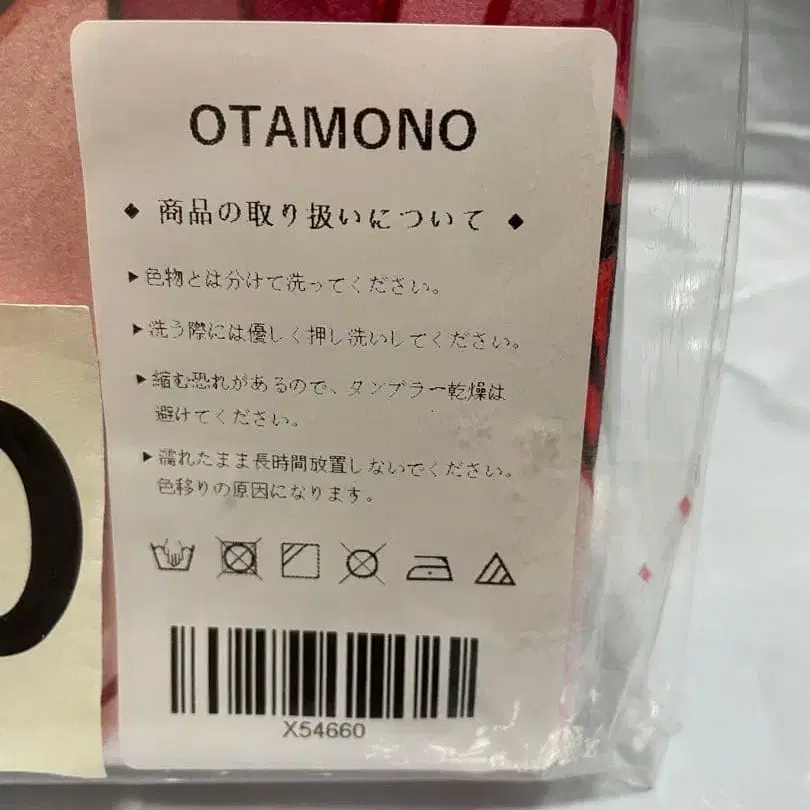 OTAMONO
◆ 商品の取り扱いについて ◆
▶色物とは分けて洗ってください。
▶洗う際には優しく押し洗いしてください。
▶縮む恐れがあるので、タンブラー乾燥は
避けてください。
▶濡れたまま長時間放置しないでください。
色移りの原因になります。
X54660